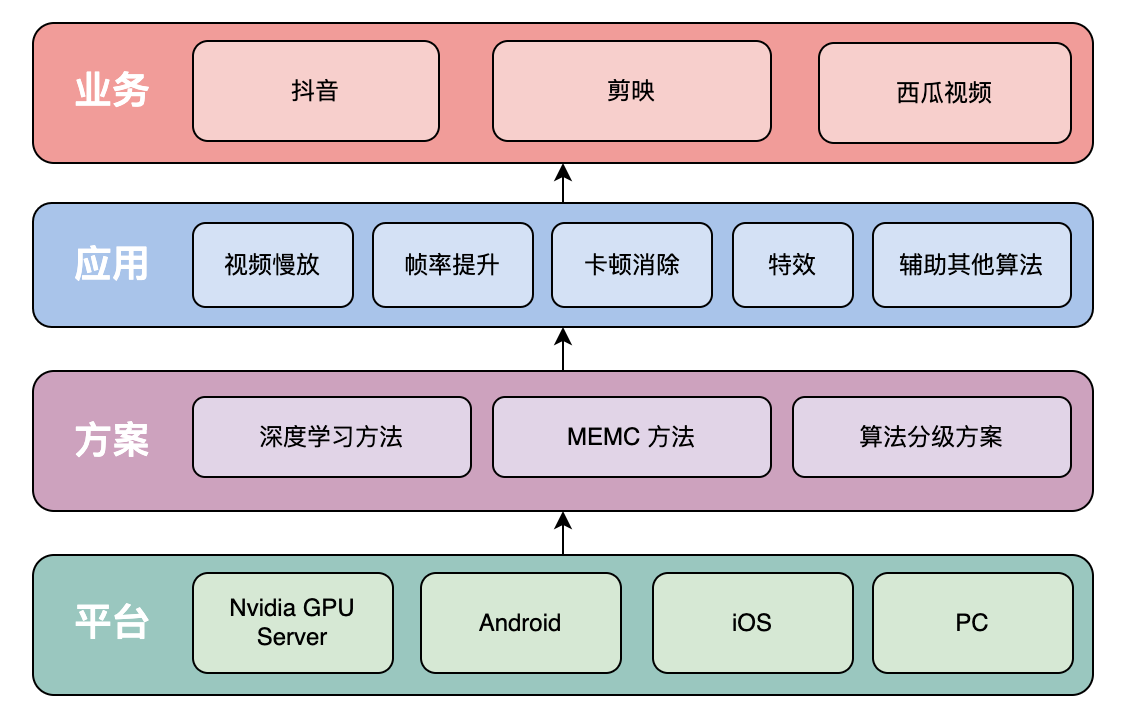 业务
抖音
剪映
西瓜视频
应用
视频慢放
帧率提升
卡顿消除
特效
辅助其他算法
方案
深度学习方法
MEMC 方法
算法分级方案
平台
Nvidia GPU
Server
Android
iOS
PC